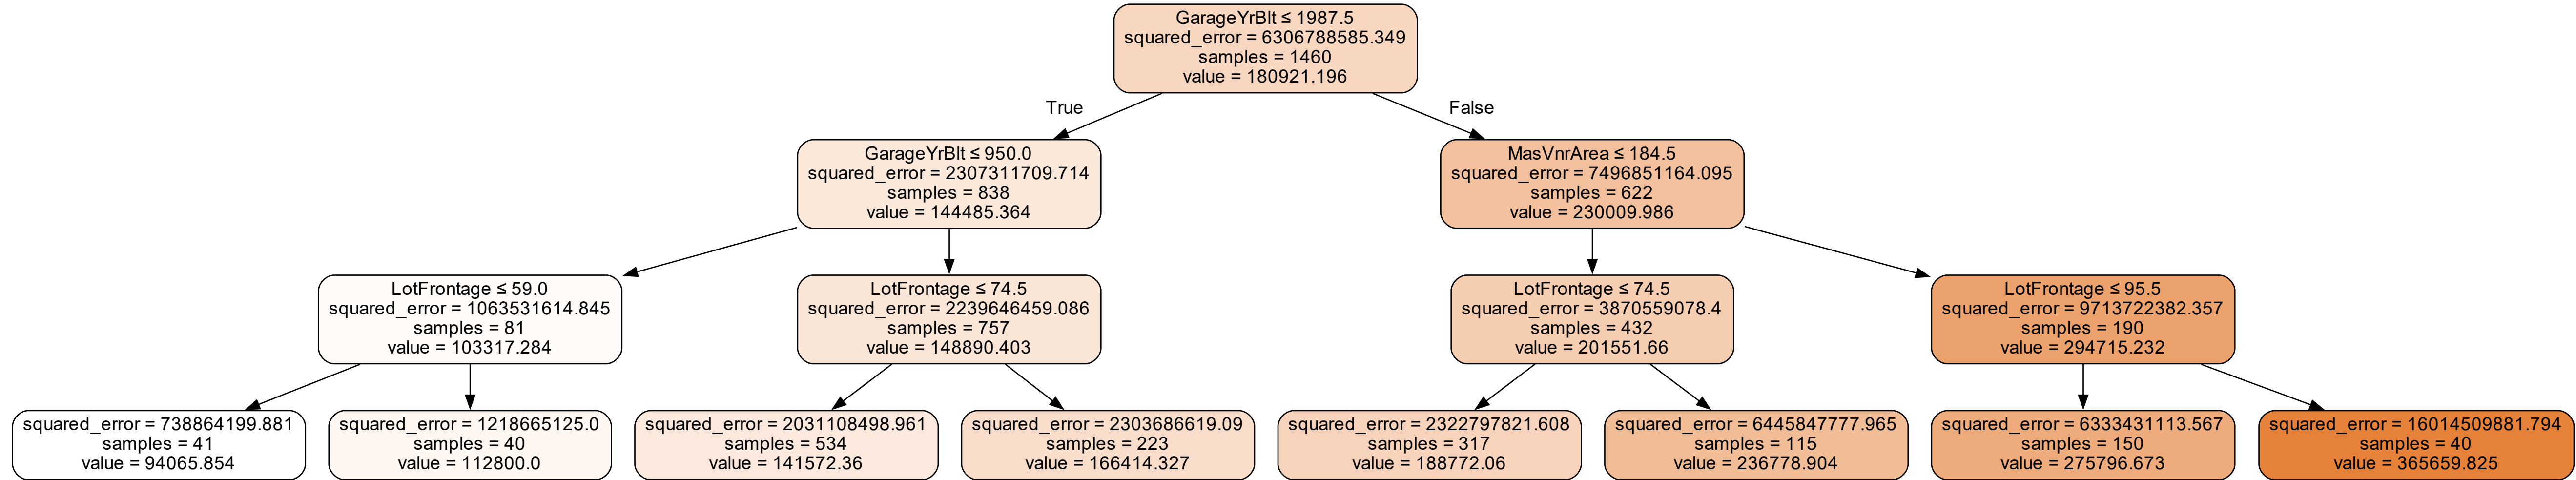 GarageYrBlt ≤ 1987.5
squared_error = 6306788585.349
samples = 1460
value = 180921.196
True
False
GarageYrBlt ≤ 950.0
squared_error = 2307311709.714
samples = 838
value = 144485.364
MasVnrArea ≤ 184.5
squared_error = 7496851164.095
samples = 622
value = 230009.986
LotFrontage ≤ 59.0
squared_error = 1063531614.845
samples = 81
value = 103317.284
LotFrontage ≤ 74.5
squared_error = 2239646459.086
samples = 757
value = 148890.403
LotFrontage ≤ 74.5
squared_error = 3870559078.4
samples = 432
value = 201551.66
LotFrontage ≤ 95.5
squared_error = 9713722382.357
samples = 190
value = 294715.232
squared_error = 738864199.881
samples = 41
value = 94065.854
squared_error = 1218665125.0
samples = 40
value = 112800.0
squared_error = 2031108498.961
samples = 534
value = 141572.36
squared_error = 2303686619.09
samples = 223
value = 166414.327
squared_error = 2322797821.608
samples = 317
value = 188772.06
squared_error = 6445847777.965
samples = 115
value = 236778.904
squared_error = 6333431113.567
samples = 150
value = 275796.673
squared_error = 16014509881.794
samples = 40
value = 365659.825